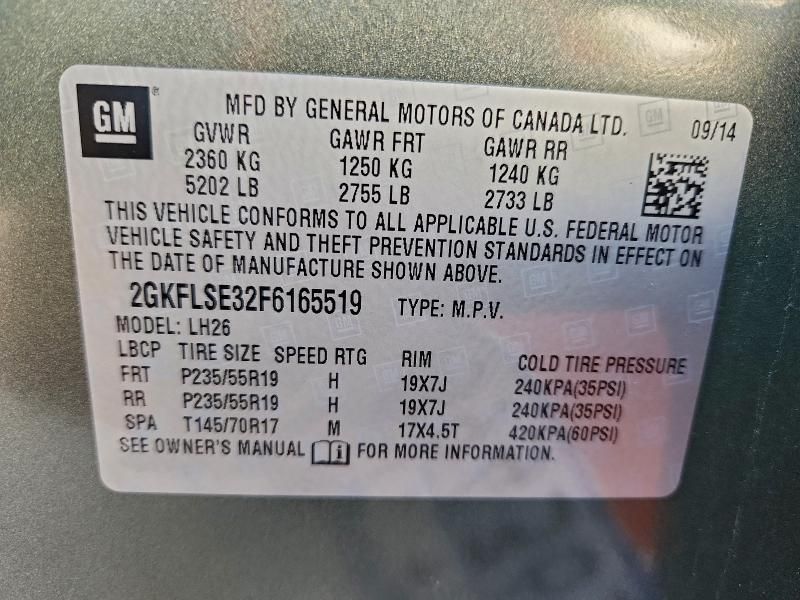 GM ®
MFD BY GENERAL MOTORS OF CANADA LTD. 09/14
GVWR GAWR FRT GAWR RR
2360 KG 1250 KG 1240 KG
5202 LB 2755 LB 2733 LB
THIS VEHICLE CONFORMS TO ALL APPLICABLE U.S. FEDERAL MOTOR
VEHICLE SAFETY AND THEFT PREVENTION STANDARDS IN EFFECT ON
THE DATE OF MANUFACTURE SHOWN ABOVE.
2GKFLSE32F6165519 TYPE: M.P.V.
MODEL: LH26
LBCP TIRE SIZE SPEED RTG RIM COLD TIRE PRESSURE
FRT P235/55R19 H 19X7J 240KPA(35PSI)
RR P235/55R19 H 19X7J 240KPA(35PSI)
SPA T145/70R17 M 17X4.5T 420KPA(60PSI)
SEE OWNER'S MANUAL i FOR MORE INFORMATION.